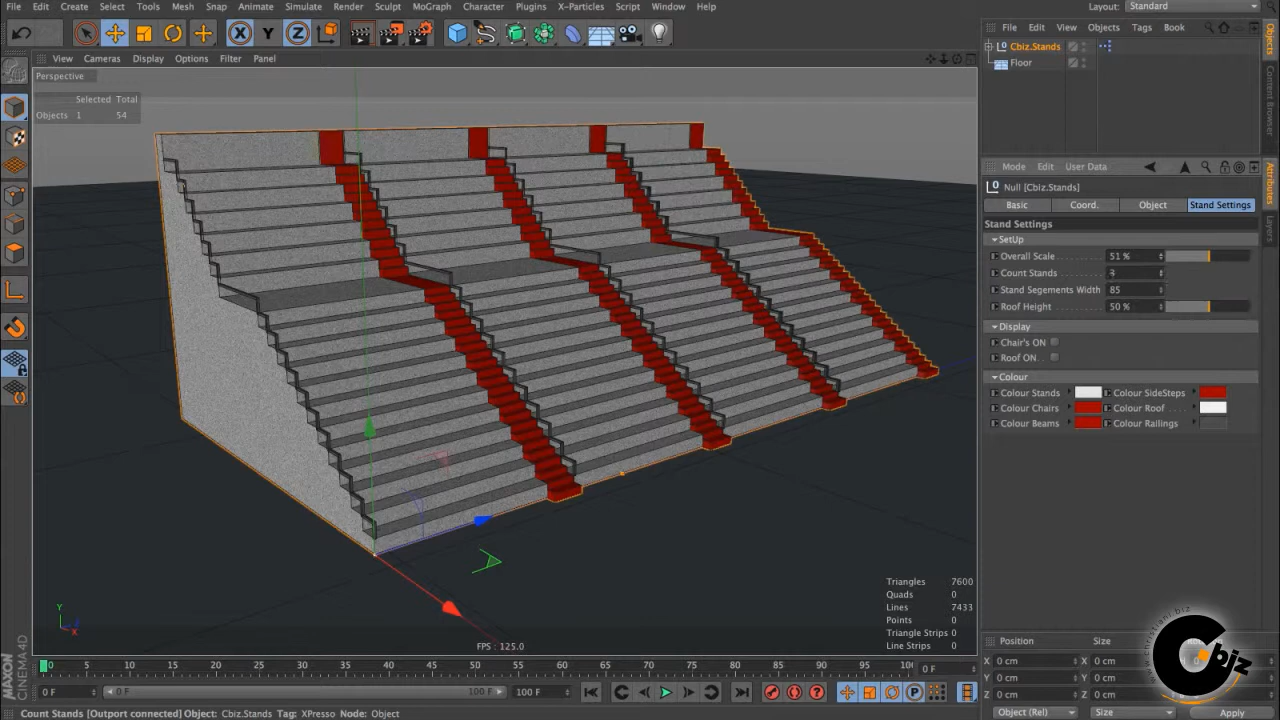 File Edit Create Select Tools Mesh Snap Animate Simulate Render Sculpt MoGraph Character Plugins X-Particles Script Window Help
Layout: Standard
X Y Z
File Edit View Objects Tags Book
Cbiz.Stands
Floor
Objects
Content Browser
View Cameras Display Options Filter Panel
Perspective
Selected Total
Objects 1 54
Mode Edit User Data
Attributes
Layers
Null [Cbiz.Stands]
Basic Coord. Object Stand Settings
Stand Settings
SetUp
Overall Scale 51 %
Count Stands
Stand Segements Width 85
Roof Height 50 %
Display
Chair's ON
Roof ON
Colour
Colour Stands Colour SideSteps
Colour Chairs Colour Roof
Colour Beams Colour Railings
Triangles 7600
Quads 0
Lines 7433
Points 0
Triangle Strips 0
Line Strips 0
FPS : 125.0
Y
Z
X
0 5 10 15 20 25 30 35 40 45 50 55 60 65 70 75 80 85 90 95 100
0 F
0 F 0 F 100 F 100 F
P
Position Size
X 0 cm X 0 cm
Y 0 cm Y 0 cm
Z 0 cm Z 0 cm
Object (Rel) Size Apply
MAXON CINEMA 4D
Cbiz
Count Stands [Outport connected] Object: Cbiz.Stands Tag: XPresso Node: Object